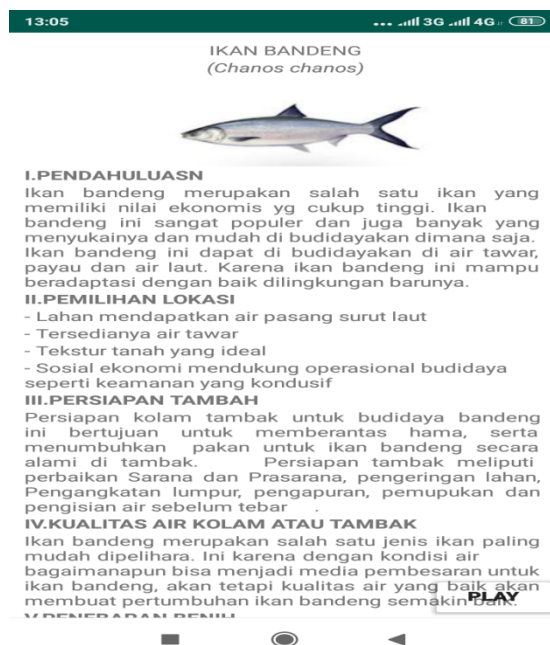 13:05
3G 4G 81
IKAN BANDENG
(Chanos chanos)
I.PENDAHULUASN
Ikan bandeng merupakan salah satu ikan yang
memiliki nilai ekonomis yg cukup tinggi. Ikan
bandeng ini sangat populer dan juga banyak yang
menyukainya dan mudah di budidayakan dimana saja.
Ikan bandeng ini dapat di budidayakan di air tawar,
payau dan air laut. Karena ikan bandeng ini mampu
beradaptasi dengan baik dilingkungan barunya.
II.PEMILIHAN LOKASI
- Lahan mendapatkan air pasang surut laut
- Tersedianya air tawar
- Tekstur tanah yang ideal
- Sosial ekonomi mendukung operasional budidaya
seperti keamanan yang kondusif
III.PERSIAPAN TAMBAH
Persiapan kolam tambak untuk budidaya bandeng
ini bertujuan untuk memberantas hama, serta
menumbuhkan pakan untuk ikan bandeng secara
alami di tambak. Persiapan tambak meliputi
perbaikan Sarana dan Prasarana, pengeringan lahan,
Pengangkatan lumpur, pengapuran, pemupukan dan
pengisian air sebelum tebar .
IV.KUALITAS AIR KOLAM ATAU TAMBAK
Ikan bandeng merupakan salah satu jenis ikan paling
mudah dipelihara. Ini karena dengan kondisi air
bagaimanapun bisa menjadi media pembesaran untuk
ikan bandeng, akan tetapi kualitas air yang baik akan
membuat pertumbuhan ikan bandeng semakin baik.
PLAY
V.PENEBARAN BENIH